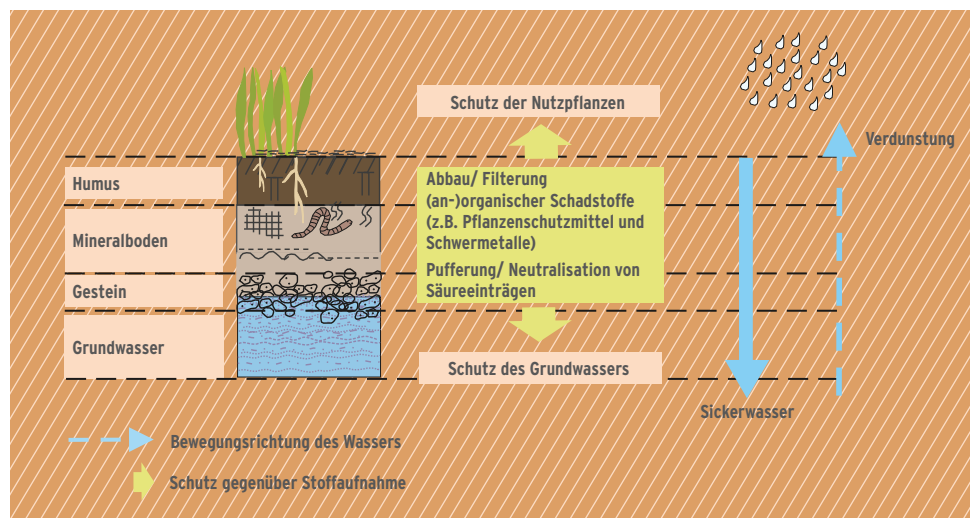 Schutz der Nutzpflanzen
Verdunstung
Humus
Mineralboden
Gestein
Grundwasser
Abbau/ Filterung
(an-)organischer Schadstoffe
(z.B. Pflanzenschutzmittel und
Schwermetalle)
Pufferung/ Neutralisation von
Säureeinträgen
Schutz des Grundwassers
Sickerwasser
Bewegungsrichtung des Wassers
Schutz gegenüber Stoffaufnahme